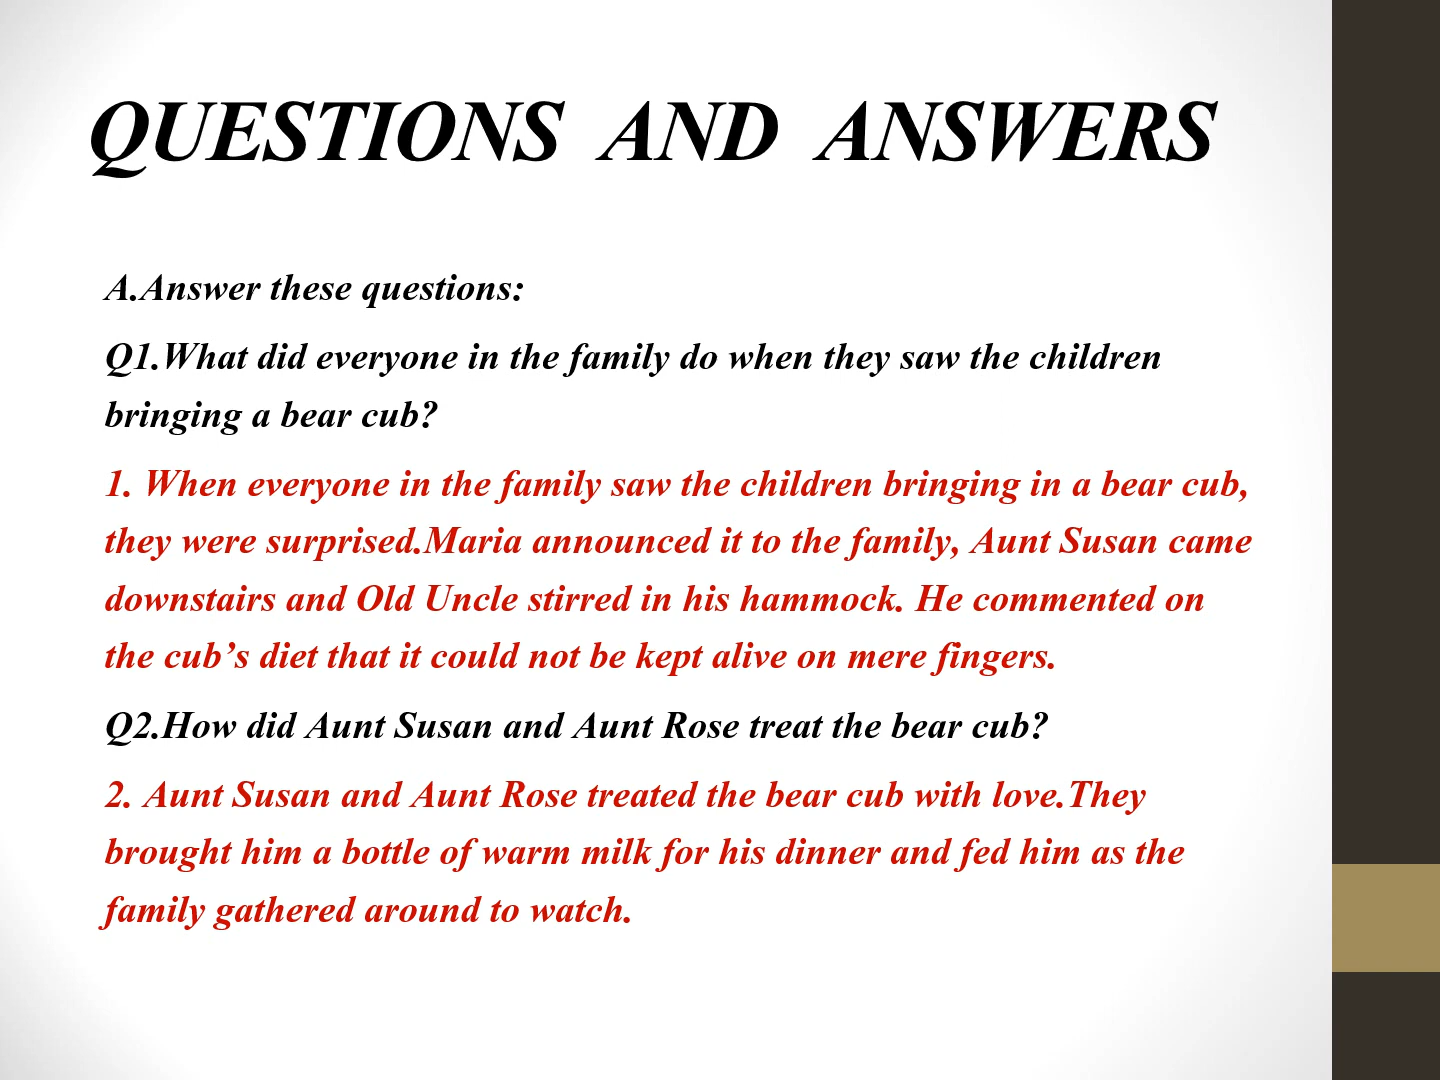 QUESTIONS AND ANSWERS
A.Answer these questions:
Q1.What did everyone in the family do when they saw the children
bringing a bear cub?
1. When everyone in the family saw the children bringing in a bear cub,
they were surprised.Maria announced it to the family, Aunt Susan came
downstairs and Old Uncle stirred in his hammock. He commented on
the cub’s diet that it could not be kept alive on mere fingers.
Q2.How did Aunt Susan and Aunt Rose treat the bear cub?
2. Aunt Susan and Aunt Rose treated the bear cub with love.They
brought him a bottle of warm milk for his dinner and fed him as the
family gathered around to watch.